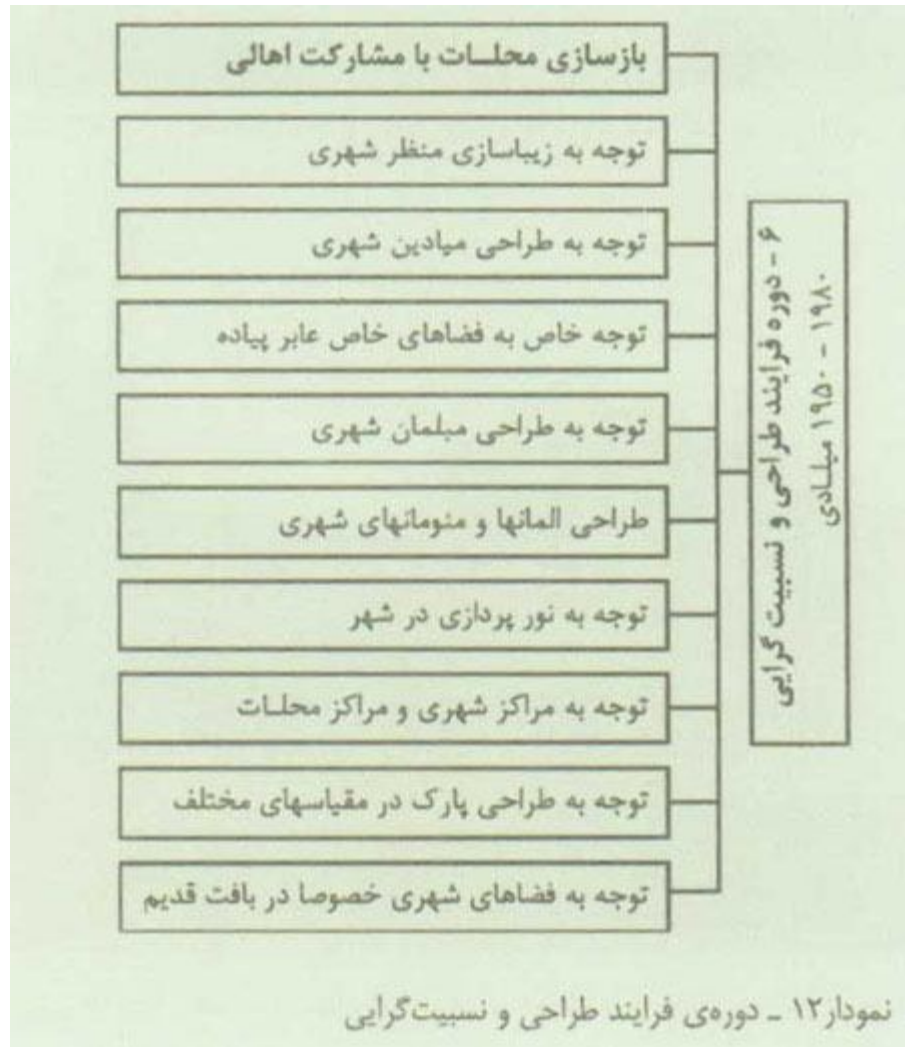 بازسازی محلات با مشارکت اهالی
توجه به زیباسازی منظر شهری
توجه به طراحی میادین شهری
توجه خاص به فضاهای خاص عابر پیاده
توجه به طراحی مبلمان شهری
طراحی المانها و منومانهای شهری
توجه به نور پردازی در شهر
توجه به مراکز شهری و مراکز محلات
توجه به طراحی پارک در مقیاسهای مختلف
توجه به فضاهای شهری خصوصا در بافت قدیم
۶ - دوره فرایند طراحی و نسبیت گرایی
۱۹۸۰ - ۱۹۵۰ میلادی
نمودار۱۲ ـ دوره‌ی فرایند طراحی و نسبیت‌گرایی